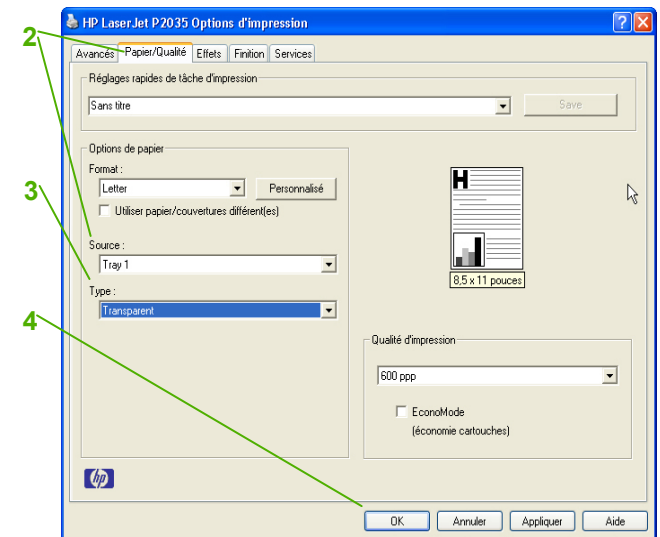 HP LaserJet P2035 Options d'impression
2
Avancés Papier/Qualité Effets Finition Services
Réglages rapides de tâche d'impression
Sans titre
Save
Options de papier
Format :
Letter
Personnalisé
Utiliser papier/couvertures différent(es)
3
Source :
Tray 1
Type :
Transparent
4
H
8,5 x 11 pouces
Qualité d'impression
600 ppp
EconoMode
(économie cartouches)
hp
OK Annuler Appliquer Aide